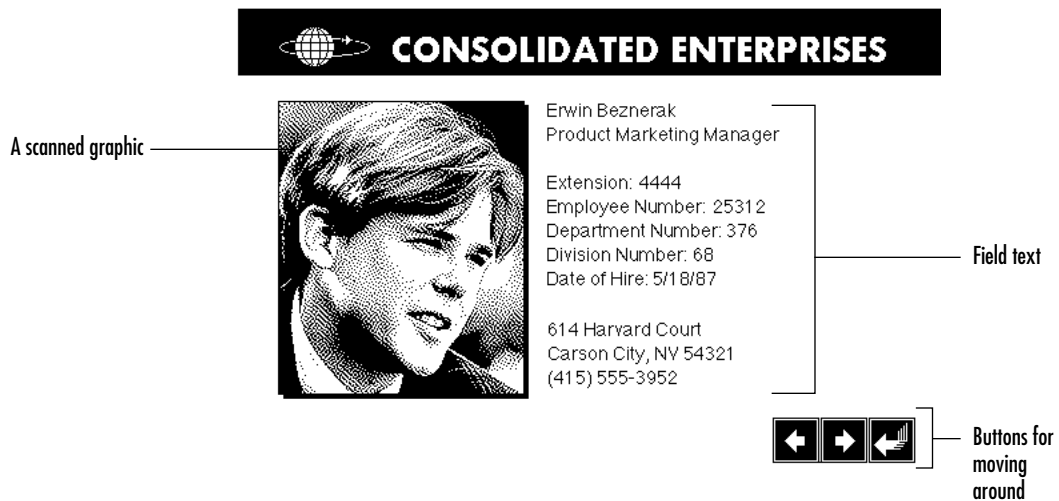 CONSOLIDATED ENTERPRISES
A scanned graphic
Erwin Beznerak
Product Marketing Manager
Extension: 4444
Employee Number: 25312
Department Number: 376
Division Number: 68
Date of Hire: 5/18/87
614 Harvard Court
Carson City, NV 54321
(415) 555-3952
Field text
Buttons for
moving
around